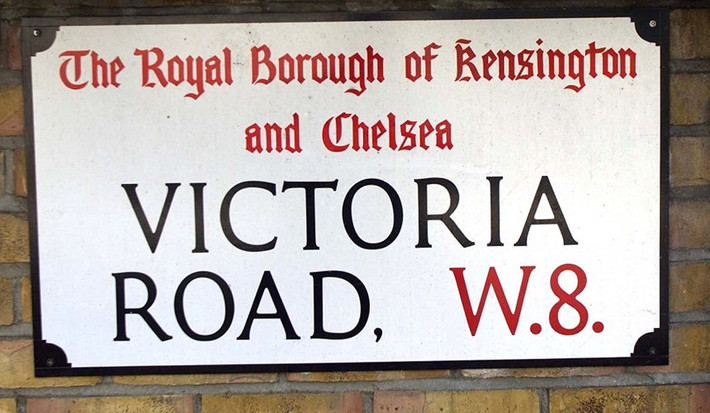 The Royal Borough of Kensington
and Chelsea
VICTORIA
ROAD, W.8.